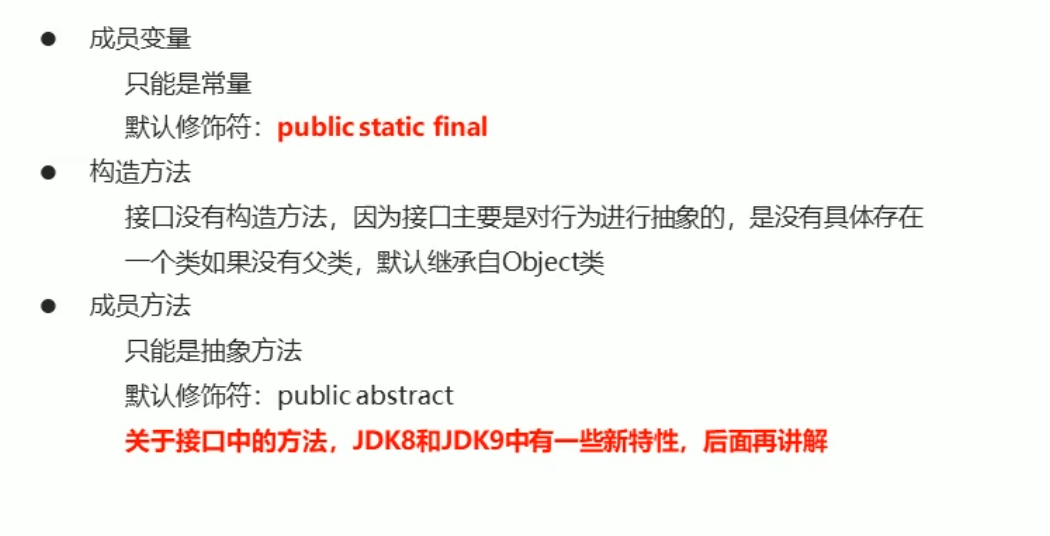 ● 成员变量
只能是常量
默认修饰符：public static final
● 构造方法
接口没有构造方法，因为接口主要是对行为进行抽象的，是没有具体存在
一个类如果没有父类，默认继承自Object类
● 成员方法
只能是抽象方法
默认修饰符：public abstract
关于接口中的方法，JDK8和JDK9中有一些新特性，后面再讲解